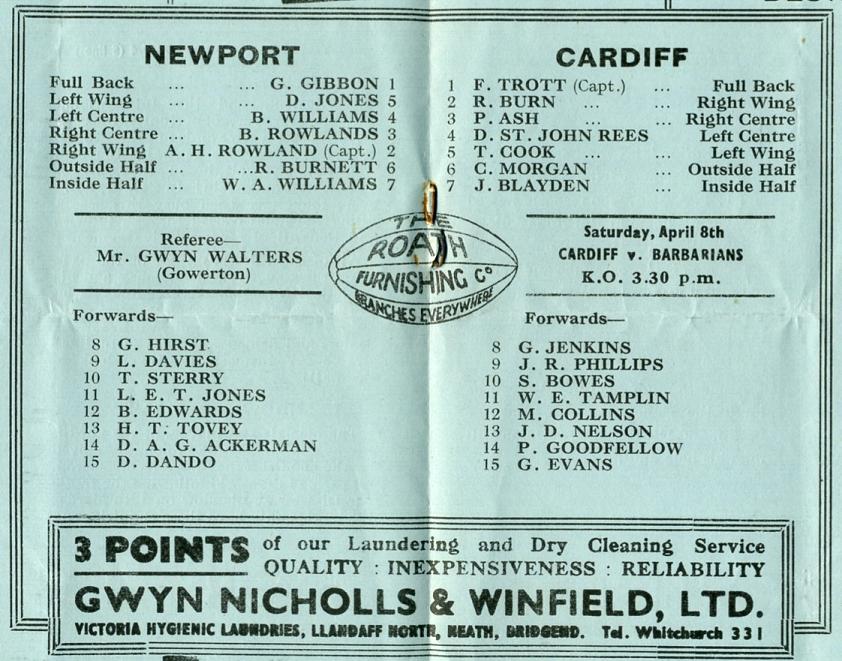 NEWPORT
Full Back ... ... G. GIBBON 1
Left Wing ... ... D. JONES 5
Left Centre ... B. WILLIAMS 4
Right Centre ... B. ROWLANDS 3
Right Wing A. H. ROWLAND (Capt.) 2
Outside Half ... ...R. BURNETT 6
Inside Half ... W. A. WILLIAMS 7
CARDIFF
1 F. TROTT (Capt.) ... Full Back
2 R. BURN ... ... Right Wing
3 P. ASH ... ... Right Centre
4 D. ST. JOHN REES Left Centre
5 T. COOK ... ... Left Wing
6 C. MORGAN ... Outside Half
7 J. BLAYDEN ... Inside Half
Referee—
Mr. GWYN WALTERS
(Gowerton)
THE
ROATH
FURNISHING Co
BRANCHES EVERYWHERE
Saturday, April 8th
CARDIFF v. BARBARIANS
K.O. 3.30 p.m.
Forwards—
8 G. HIRST
9 L. DAVIES
10 T. STERRY
11 L. E. T. JONES
12 B. EDWARDS
13 H. T. TOVEY
14 D. A. G. ACKERMAN
15 D. DANDO
Forwards—
8 G. JENKINS
9 J. R. PHILLIPS
10 S. BOWES
11 W. E. TAMPLIN
12 M. COLLINS
13 J. D. NELSON
14 P. GOODFELLOW
15 G. EVANS
3 POINTS of our Laundering and Dry Cleaning Service
QUALITY : INEXPENSIVENESS : RELIABILITY
GWYN NICHOLLS & WINFIELD, LTD.
VICTORIA HYGIENIC LAUNDRIES, LLANDAFF NORTH, NEATH, BRIDGEND. Tel. Whitchurch 331